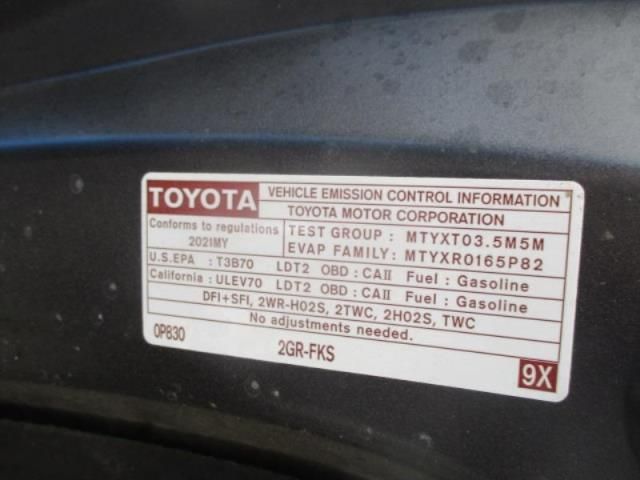 TOYOTA VEHICLE EMISSION CONTROL INFORMATION
TOYOTA MOTOR CORPORATION
Conforms to regulations
2021MY
TEST GROUP : MTYXT03.5M5M
EVAP FAMILY: MTYXR0165P82
U.S.EPA : T3B70 LDT2 OBD : CAII Fuel : Gasoline
California : ULEV70 LDT2 OBD : CAII Fuel : Gasoline
DFI+SFI, 2WR-HO2S, 2TWC, 2HO2S, TWC
No adjustments needed.
0P830 2GR-FKS 9X